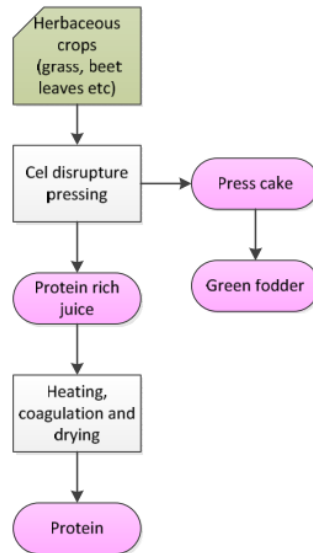 Herbaceous
crops
(grass, beet
leaves etc)
Cel disrupture
pressing
Press cake
Green fodder
Protein rich
juice
Heating,
coagulation and
drying
Protein